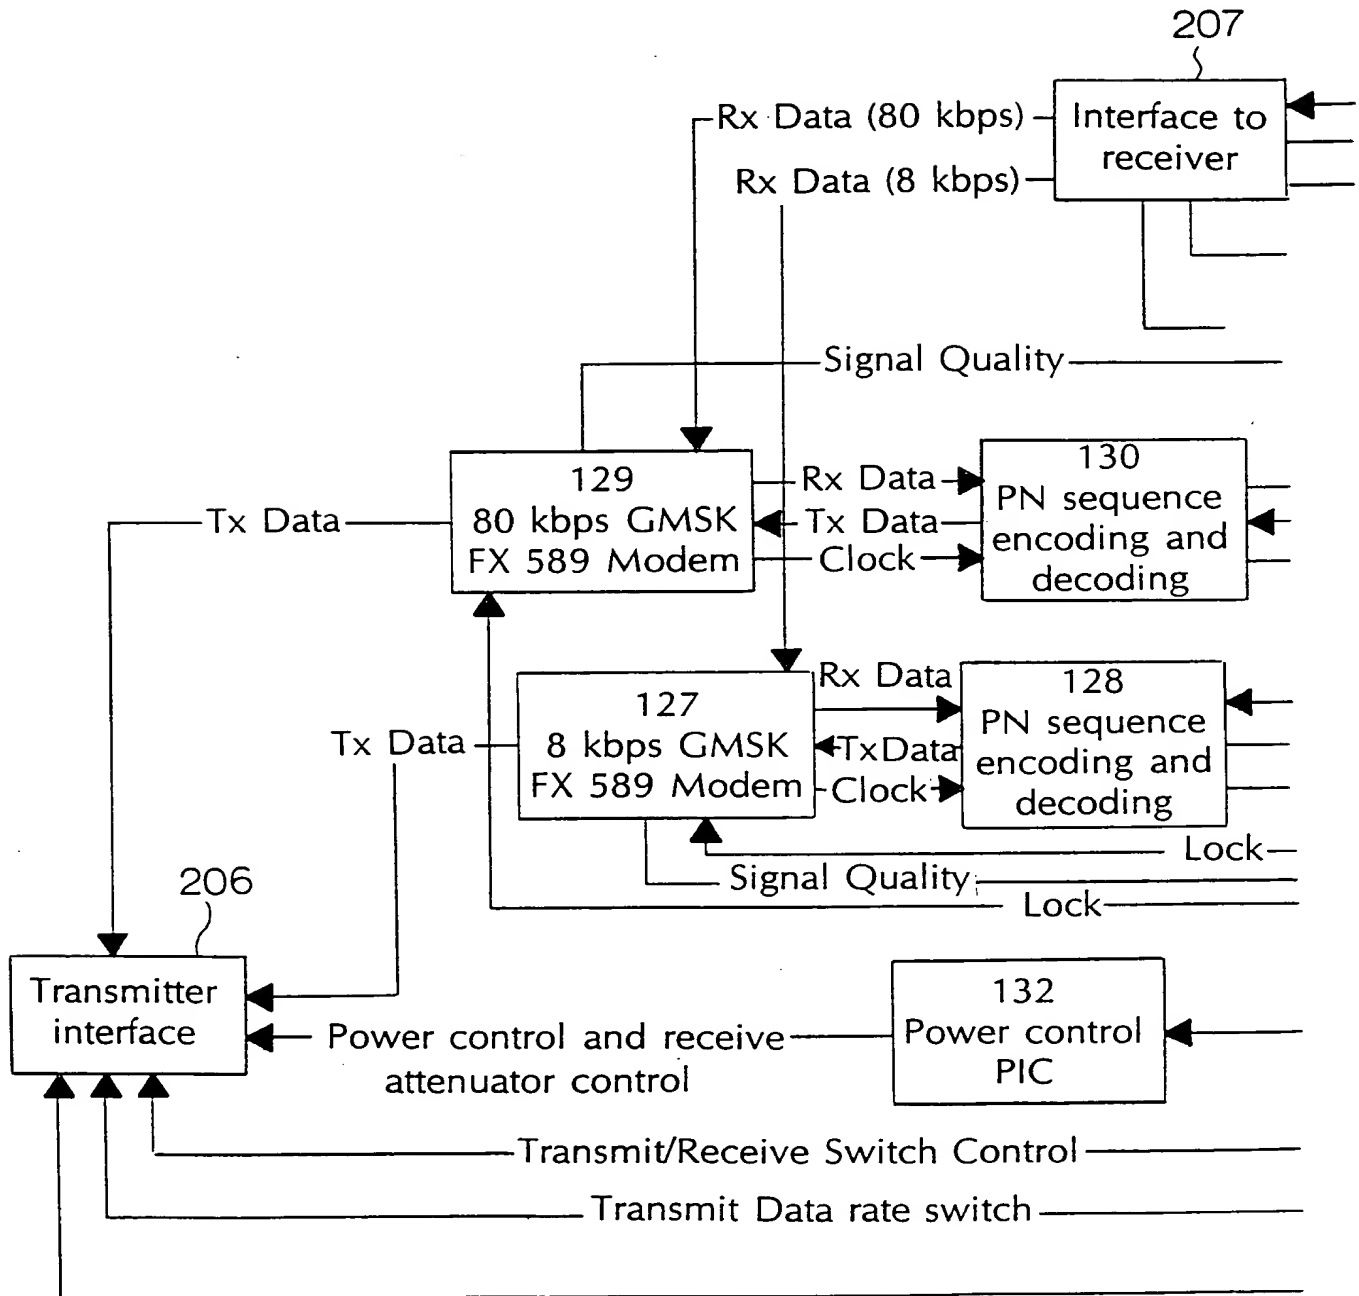 207
Rx Data (80 kbps)
Interface to
receiver
Rx Data (8 kbps)
Signal Quality
129
80 kbps GMSK
FX 589 Modem
Tx Data
Rx Data
Tx Data
Clock
130
PN sequence
encoding and
decoding
127
8 kbps GMSK
FX 589 Modem
Tx Data
Rx Data
TxData
Clock
128
PN sequence
encoding and
decoding
Lock
Signal Quality
Lock
206
Transmitter
interface
132
Power control
PIC
Power control and receive
attenuator control
Transmit/Receive Switch Control
Transmit Data rate switch